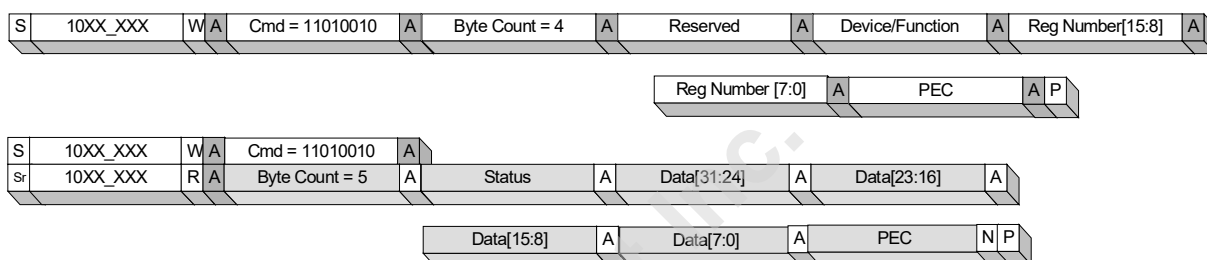 S 10XX_XXX W A Cmd = 11010010 A Byte Count = 4 A Reserved A Device/Function A Reg Number[15:8] A
Reg Number [7:0] A PEC A P
S 10XX_XXX W A Cmd = 11010010 A
Sr 10XX_XXX R A Byte Count = 5 A Status A Data[31:24] A Data[23:16] A
Data[15:8] A Data[7:0] A PEC N P
Inc.